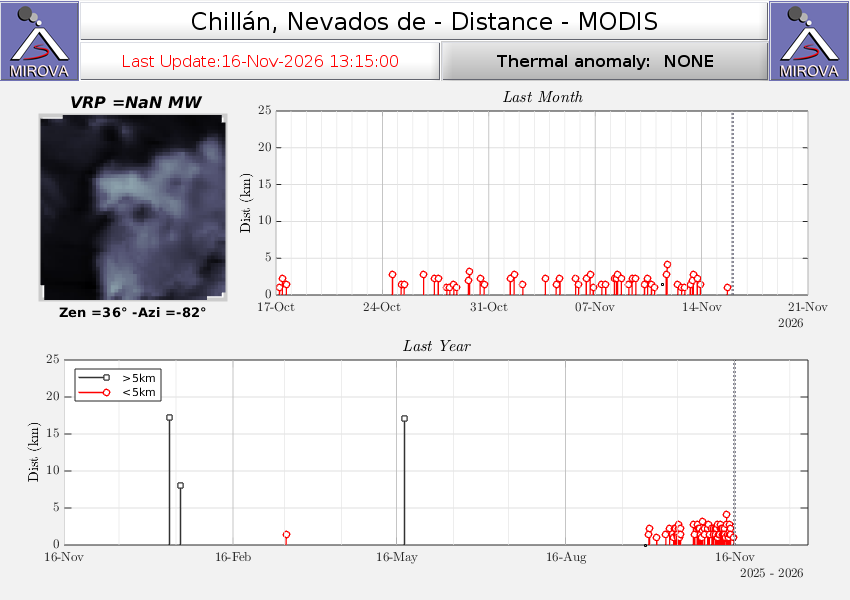 Chillán, Nevados de - Distance - MODIS
MIROVA
Last Update:16-Nov-2026 13:15:00
Thermal anomaly: NONE
MIROVA
VRP =NaN MW
Zen =36° -Azi =-82°
Last Month
Dist (km)
25
20
15
10
5
0
17-Oct 24-Oct 31-Oct 07-Nov 14-Nov 21-Nov
2026
Last Year
Dist (km)
25
20
15
10
5
0
>5km
<5km
16-Nov 16-Feb 16-May 16-Aug 16-Nov
2025 - 2026